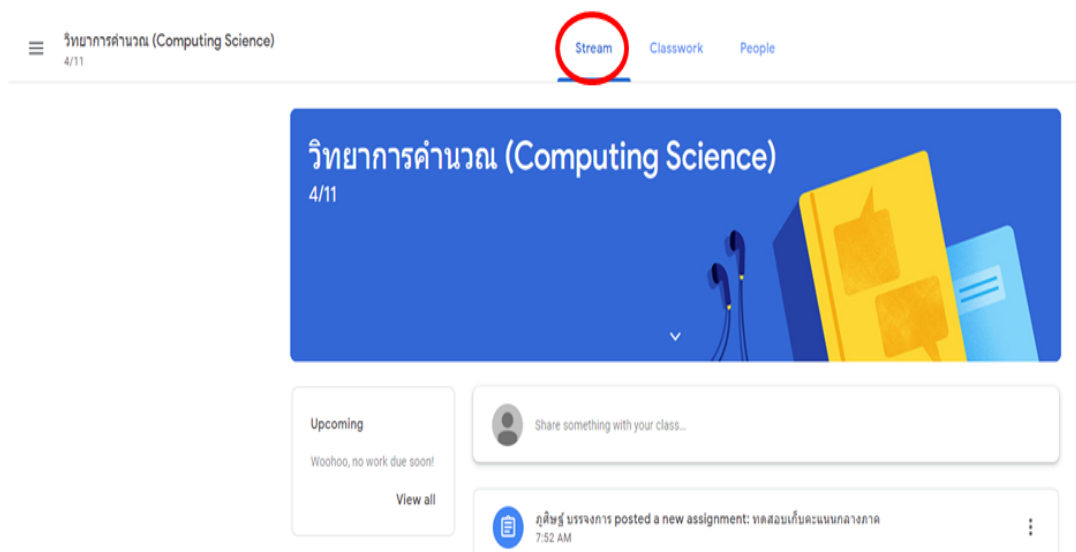 วิทยาการคำนวณ (Computing Science)
4/11
Stream Classwork People
วิทยาการคำนวณ (Computing Science)
4/11
Upcoming
Woohoo, no work due soon!
View all
Share something with your class...
ภูศิษฐ์ บรรจงการ posted a new assignment: ทดสอบเก็บคะแนนกลางภาค
7:52 AM